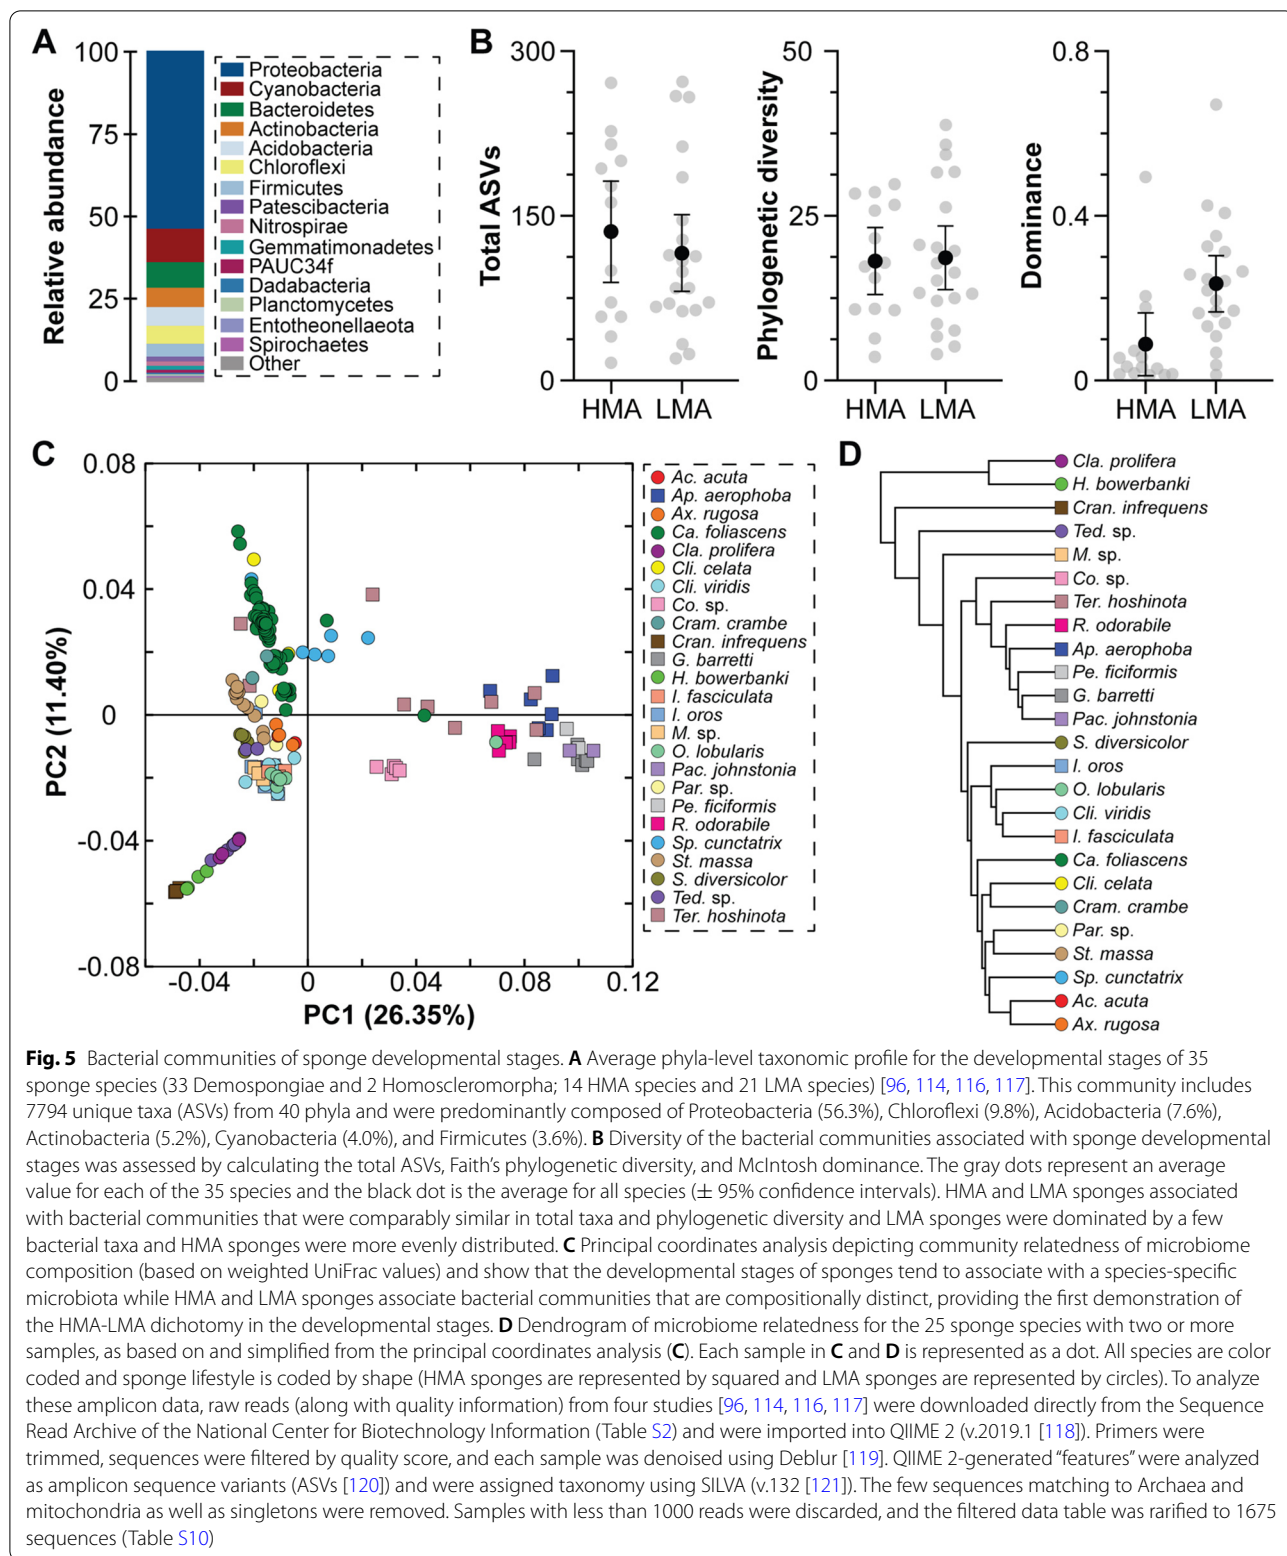 A
100
75
50
25
0
Relative abundance
Proteobacteria
Cyanobacteria
Bacteroidetes
Actinobacteria
Acidobacteria
Chloroflexi
Firmicutes
Patescibacteria
Nitrospirae
Gemmatimonadetes
PAUC34f
Dadabacteria
Planctomycetes
Entotheonellaeota
Spirochaetes
Other
B
300
150
0
Total ASVs
HMA LMA
50
25
0
Phylogenetic diversity
HMA LMA
0.8
0.4
0
Dominance
HMA LMA
C
0.08
0.04
0
-0.04
-0.08
PC2 (11.40%)
-0.04 0 0.04 0.08 0.12
PC1 (26.35%)
Ac. acuta
Ap. aerophoba
Ax. rugosa
Ca. foliascens
Cla. prolifera
Cli. celata
Cli. viridis
Co. sp.
Cram. crambe
Cran. infrequens
G. barretti
H. bowerbanki
I. fasciculata
I. oros
M. sp.
O. lobularis
Pac. johnstonia
Par. sp.
Pe. ficiformis
R. odorabile
Sp. cunctatrix
St. massa
S. diversicolor
Ted. sp.
Ter. hoshinota
D
Cla. prolifera
H. bowerbanki
Cran. infrequens
Ted. sp.
M. sp.
Co. sp.
Ter. hoshinota
R. odorabile
Ap. aerophoba
Pe. ficiformis
G. barretti
Pac. johnstonia
S. diversicolor
I. oros
O. lobularis
Cli. viridis
I. fasciculata
Ca. foliascens
Cli. celata
Cram. crambe
Par. sp.
St. massa
Sp. cunctatrix
Ac. acuta
Ax. rugosa
Fig. 5 Bacterial communities of sponge developmental stages. A Average phyla-level taxonomic profile for the developmental stages of 35
sponge species (33 Demospongiae and 2 Homoscleromorpha; 14 HMA species and 21 LMA species) [96, 114, 116, 117]. This community includes
7794 unique taxa (ASVs) from 40 phyla and were predominantly composed of Proteobacteria (56.3%), Chloroflexi (9.8%), Acidobacteria (7.6%),
Actinobacteria (5.2%), Cyanobacteria (4.0%), and Firmicutes (3.6%). B Diversity of the bacterial communities associated with sponge developmental
stages was assessed by calculating the total ASVs, Faith's phylogenetic diversity, and McIntosh dominance. The gray dots represent an average
value for each of the 35 species and the black dot is the average for all species (± 95% confidence intervals). HMA and LMA sponges associated
with bacterial communities that were comparably similar in total taxa and phylogenetic diversity and LMA sponges were dominated by a few
bacterial taxa and HMA sponges were more evenly distributed. C Principal coordinates analysis depicting community relatedness of microbiome
composition (based on weighted UniFrac values) and show that the developmental stages of sponges tend to associate with a species-specific
microbiota while HMA and LMA sponges associate bacterial communities that are compositionally distinct, providing the first demonstration of
the HMA-LMA dichotomy in the developmental stages. D Dendrogram of microbiome relatedness for the 25 sponge species with two or more
samples, as based on and simplified from the principal coordinates analysis (C). Each sample in C and D is represented as a dot. All species are color
coded and sponge lifestyle is coded by shape (HMA sponges are represented by squared and LMA sponges are represented by circles). To analyze
these amplicon data, raw reads (along with quality information) from four studies [96, 114, 116, 117] were downloaded directly from the Sequence
Read Archive of the National Center for Biotechnology Information (Table S2) and were imported into QIIME 2 (v.2019.1 [118]). Primers were
trimmed, sequences were filtered by quality score, and each sample was denoised using Deblur [119]. QIIME 2-generated "features" were analyzed
as amplicon sequence variants (ASVs [120]) and were assigned taxonomy using SILVA (v.132 [121]). The few sequences matching to Archaea and
mitochondria as well as singletons were removed. Samples with less than 1000 reads were discarded, and the filtered data table was rarified to 1675
sequences (Table S10)